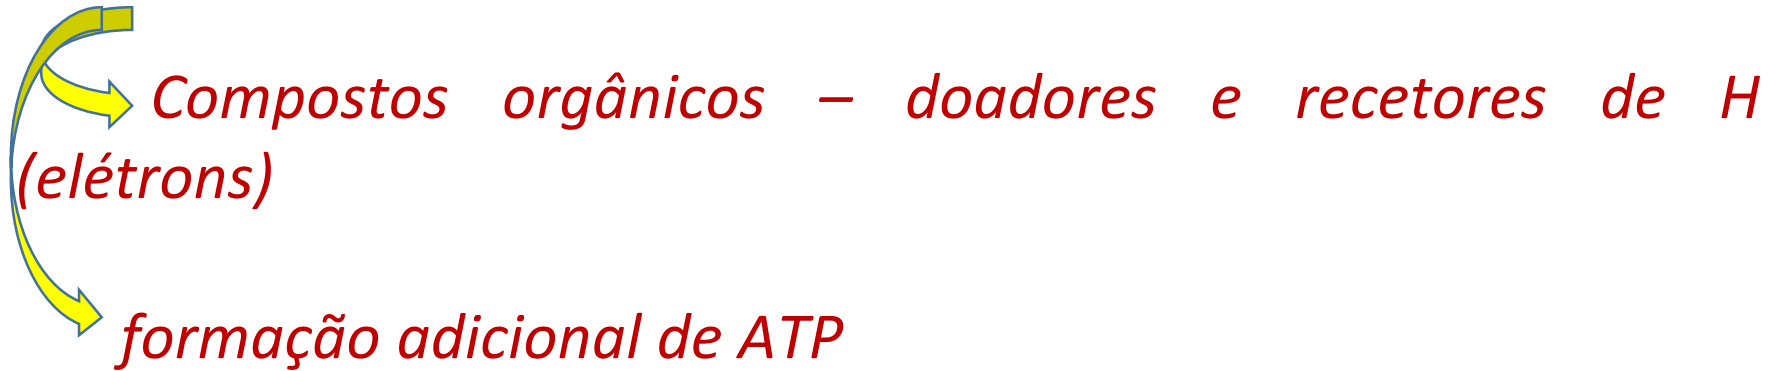 Compostos orgânicos – doadores e recetores de H
(elétrons)
formação adicional de ATP